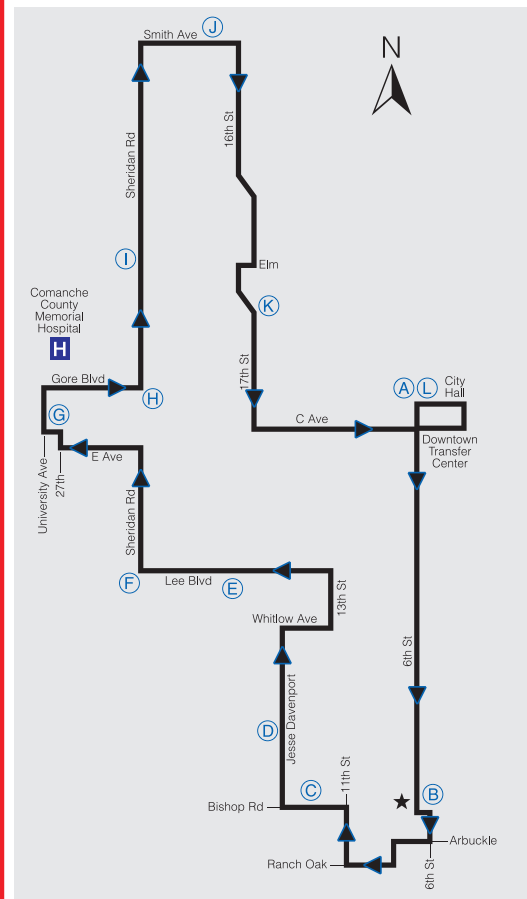 Smith Ave
J
N
16th St
Sheridan Rd
I
Elm
Comanche
County
Memorial
Hospital
H
K
17th St
Gore Blvd
H
A
L
City
Hall
G
C Ave
Downtown
Transfer
Center
E Ave
University Ave
27th
Sheridan Rd
F
Lee Blvd
E
13th St
Whitlow Ave
6th St
D
Jesse Davenport
11th St
C
B
Bishop Rd
Arbuckle
Ranch Oak
6th St